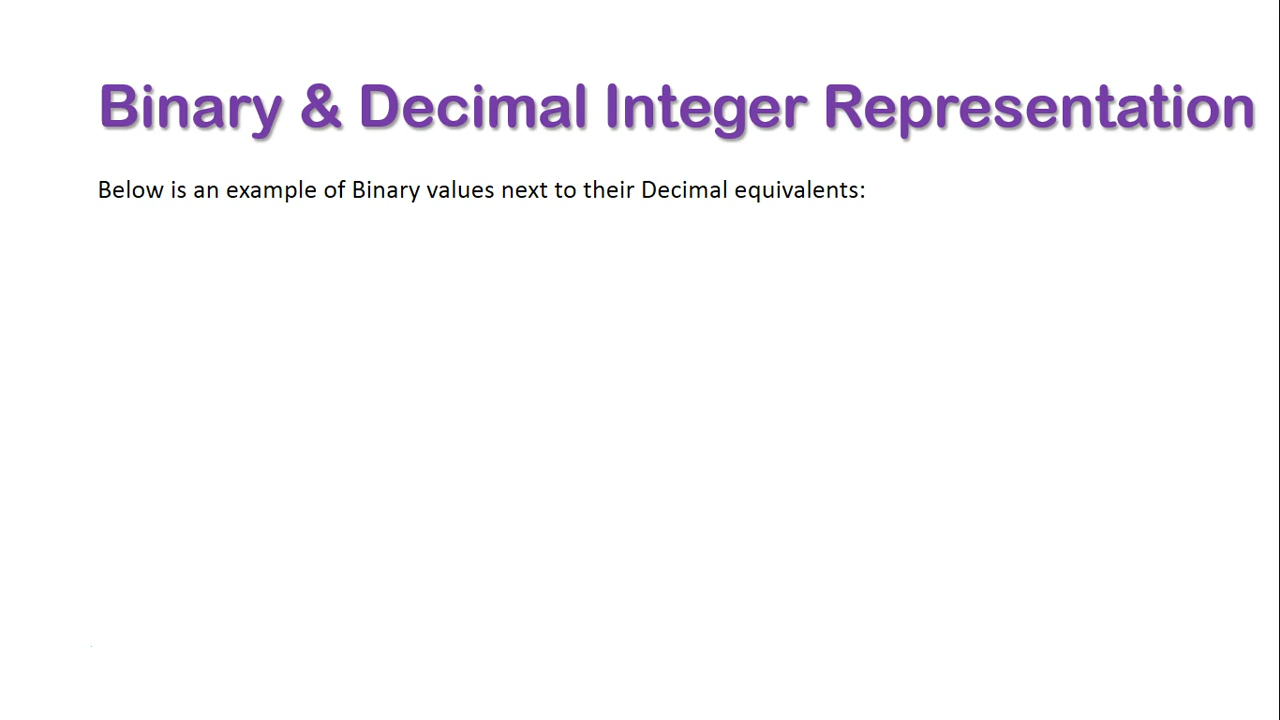 Binary & Decimal Integer Representation
Below is an example of Binary values next to their Decimal equivalents: